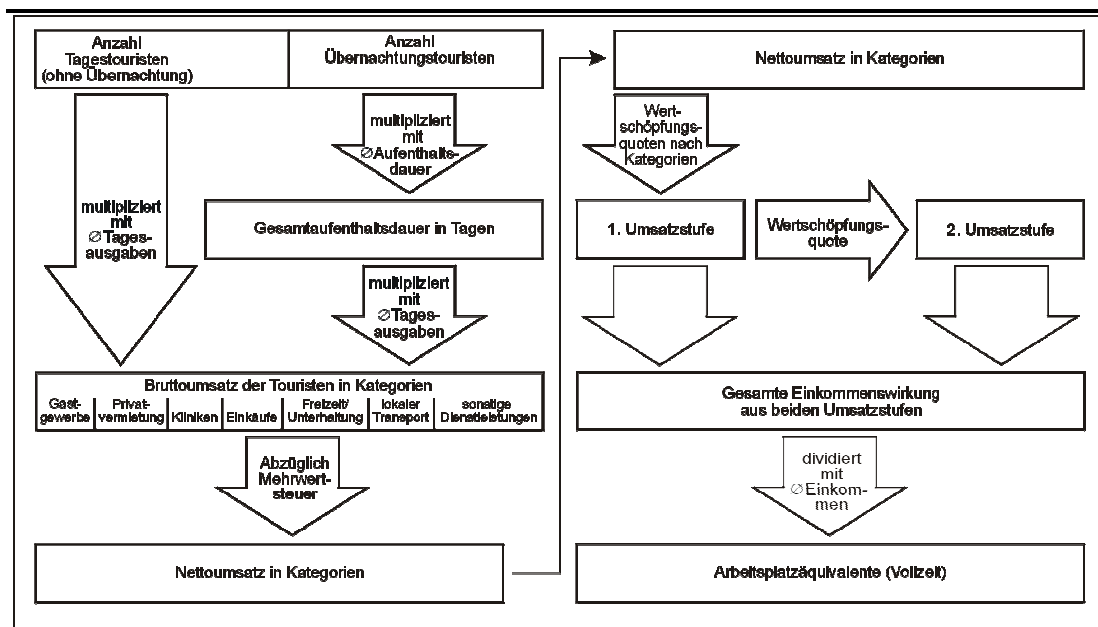 Anzahl
Tagestouristen
(ohne Übernachtung)
Anzahl
Übernachtungstouristen
multipliziert
mit
∅Aufenthalts-
dauer
multipliziert
mit
∅Tages-
ausgaben
Gesamtaufenthaltsdauer in Tagen
multipliziert
mit
∅Tages-
ausgaben
Bruttoumsatz der Touristen in Kategorien
Gast-
gewerbe
Privat-
vermietung
Kliniken
Einkäufe
Freizeit/
Unterhaltung
lokaler
Transport
sonstige
Dienstleistungen
Abzüglich
Mehrwert-
steuer
Nettoumsatz in Kategorien
Nettoumsatz in Kategorien
Wert-
schöpfungs-
quoten nach
Kategorien
1. Umsatzstufe
Wertschöpfungs-
quote
2. Umsatzstufe
Gesamte Einkommenswirkung
aus beiden Umsatzstufen
dividiert
mit
∅Einkom-
men
Arbeitsplatzäquivalente (Vollzeit)